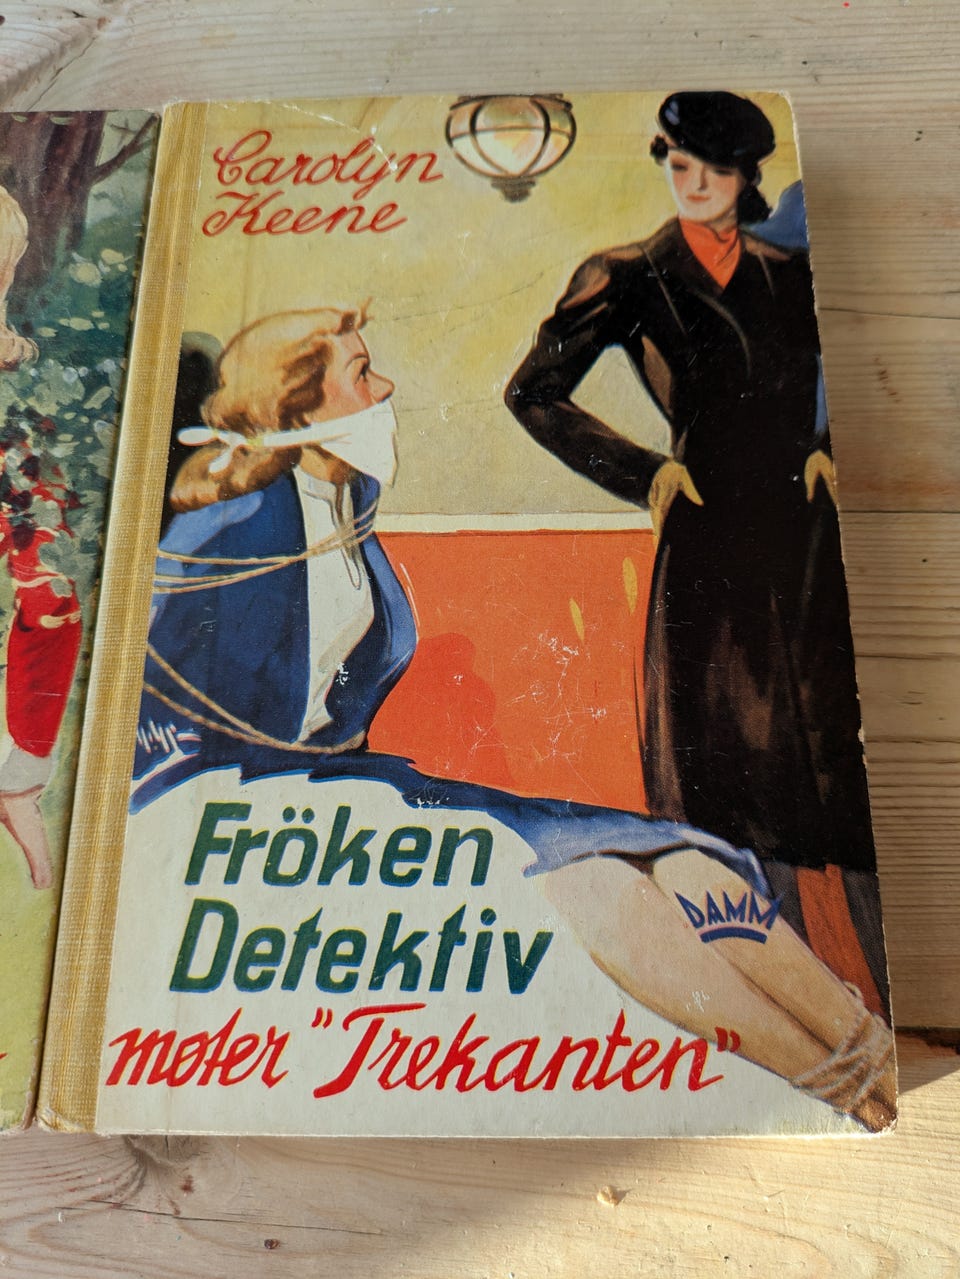 Carolyn
Keene
Fröken
Detektiv
møter "Trekanten"
DAMM